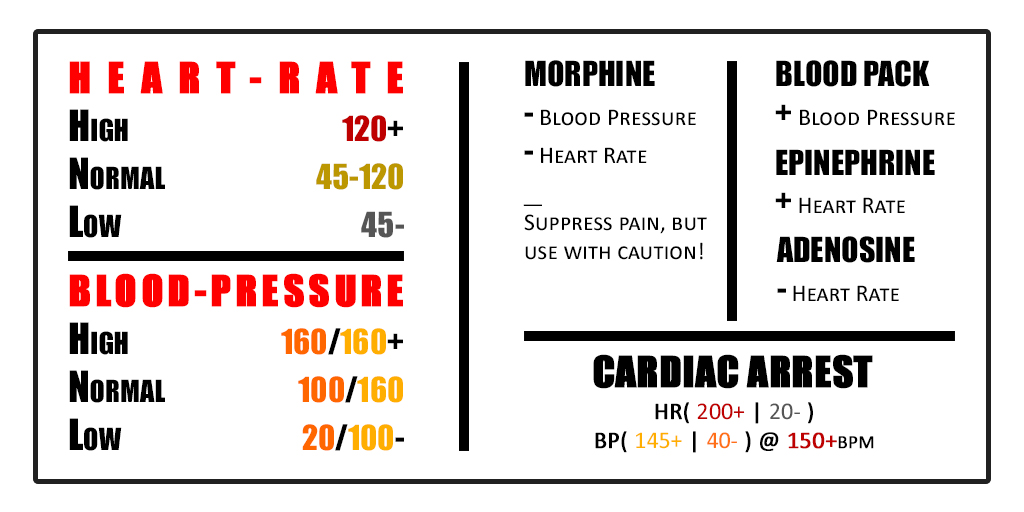 HEART-RATE
HIGH 120+
NORMAL 45-120
LOW 45-
BLOOD-PRESSURE
HIGH 160/160+
NORMAL 100/160
LOW 20/100-
MORPHINE
- BLOOD PRESSURE
- HEART RATE
_
SUPPRESS PAIN, BUT
USE WITH CAUTION!
BLOOD PACK
+ BLOOD PRESSURE
EPINEPHRINE
+ HEART RATE
ADENOSINE
- HEART RATE
CARDIAC ARREST
HR( 200+ | 20- )
BP( 145+ | 40- ) @ 150+BPM